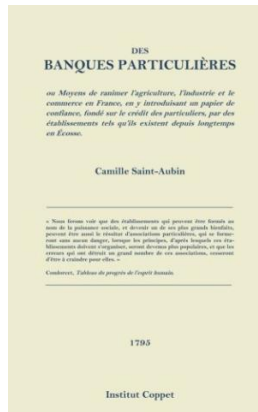 DES
BANQUES PARTICULIÈRES
ou Moyens de ranimer l'agriculture, l'industrie et le
commerce en France, en y introduisant un papier de
confiance, fondé sur le crédit des particuliers, par des
établissements tels qu'ils existent depuis longtemps
en Écosse.
Camille Saint-Aubin
« Nous ferons voir que des établissements qui peuvent être formés au
nom de la puissance sociale, et devenir un de ses plus grands bienfaits,
peuvent être aussi le résultat d'associations particulières, qui se forme-
ront sans aucun danger, lorsque les principes, d'après lesquels ces éta-
blissements doivent s'organiser, seront devenus plus populaires, et que les
erreurs qui ont détruit un grand nombre de ces associations, cesseront
d'être à craindre pour elles. »
Condorcet, Tableau du progrès de l'esprit humain.
1795
Institut Coppet